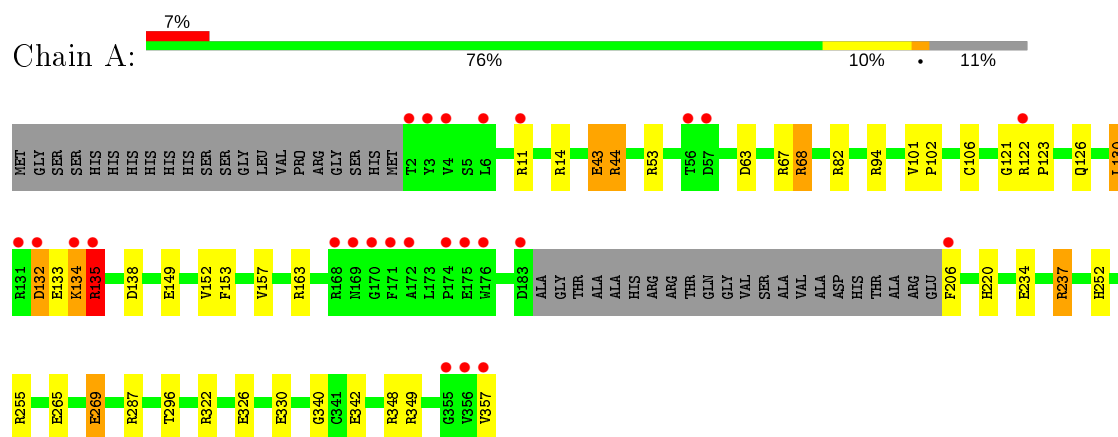 7%
Chain A:
76% 10% • 11%
MET GLY SER SER HIS HIS HIS HIS HIS HIS SER SER GLY LEU VAL PRO ARG GLY SER HIS MET T2 Y3 V4 S5 L6 R11 R14 E43 R44 R53 T56 D57 D63 R67 R68 R82 R94 V101 P102 C106 G121 R122 P123 Q126 L130
R131 D132 E133 K134 R135 D138 E149 V152 F153 V157 R163 R168 N169 G170 F171 A172 L173 P174 E175 W176 D183 ALA GLY THR ALA ALA HIS ARG ARG THR GLN GLY VAL SER ALA VAL ALA ASP HIS THR ALA ARG GLU F206 H220 E234 R237 H252
R255 E265 E269 R287 T296 R322 E326 E330 G340 C341 E342 R348 R349 G355 V356 V357